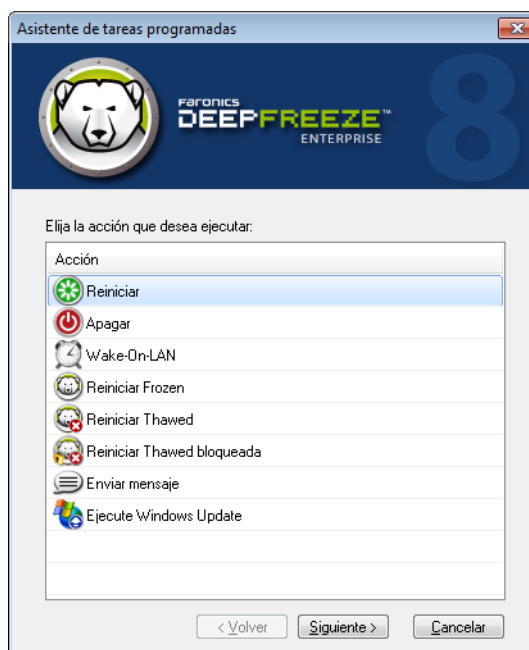 Asistente de tareas programadas
FARONICS
DEEPFREEZE™
ENTERPRISE
8
Elija la acción que desea ejecutar:
Acción
Reiniciar
Apagar
Wake-On-LAN
Reiniciar Frozen
Reiniciar Thawed
Reiniciar Thawed bloqueada
Enviar mensaje
Ejecute Windows Update
< Volver
Siguiente >
Cancelar